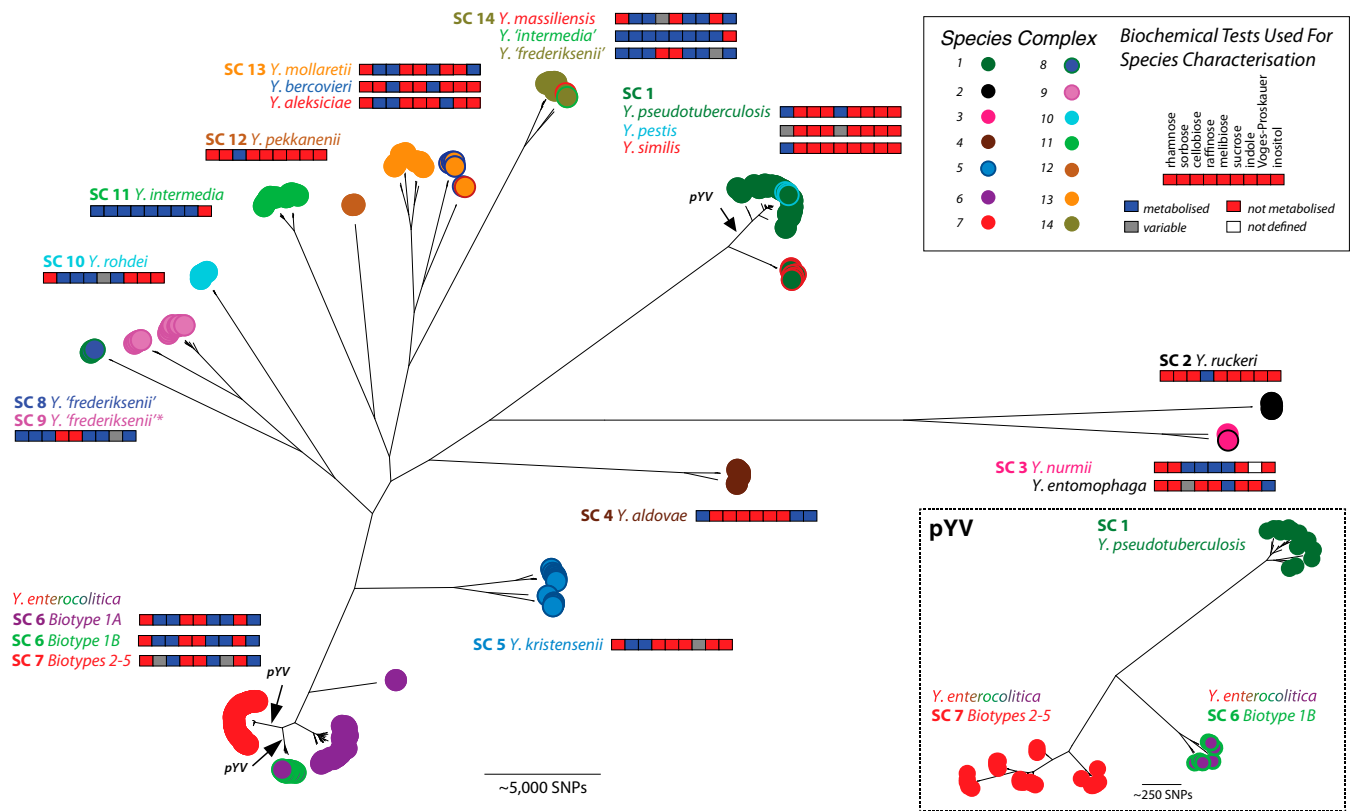 SC 14 Y. massiliensis
Y. 'intermedia'
Y. 'frederiksenii'
SC 13 Y. mollaretii
Y. bercovieri
Y. aleksiciae
SC 12 Y. pekkanenii
SC 11 Y. intermedia
SC 10 Y. rohdei
SC 8 Y. 'frederiksenii'
SC 9 Y. 'frederiksenii'*
SC 1
Y. pseudotuberculosis
Y. pestis
Y. similis
pYV
Species Complex
1
2
3
4
5
6
7
8
9
10
11
12
13
14
Biochemical Tests Used For
Species Characterisation
rhamnose
sorbose
cellobiose
raffinose
melibiose
sucrose
indole
Voges-Proskauer
inositol
metabolised
not metabolised
variable
not defined
SC 2 Y. ruckeri
SC 3 Y. nurmii
Y. entomophaga
SC 4 Y. aldovae
SC 5 Y. kristensenii
Y. enterocolitica
SC 6 Biotype 1A
SC 6 Biotype 1B
SC 7 Biotypes 2-5
pYV
pYV
~5,000 SNPs
pYV
SC 1
Y. pseudotuberculosis
Y. enterocolitica
SC 7 Biotypes 2-5
Y. enterocolitica
SC 6 Biotype 1B
~250 SNPs